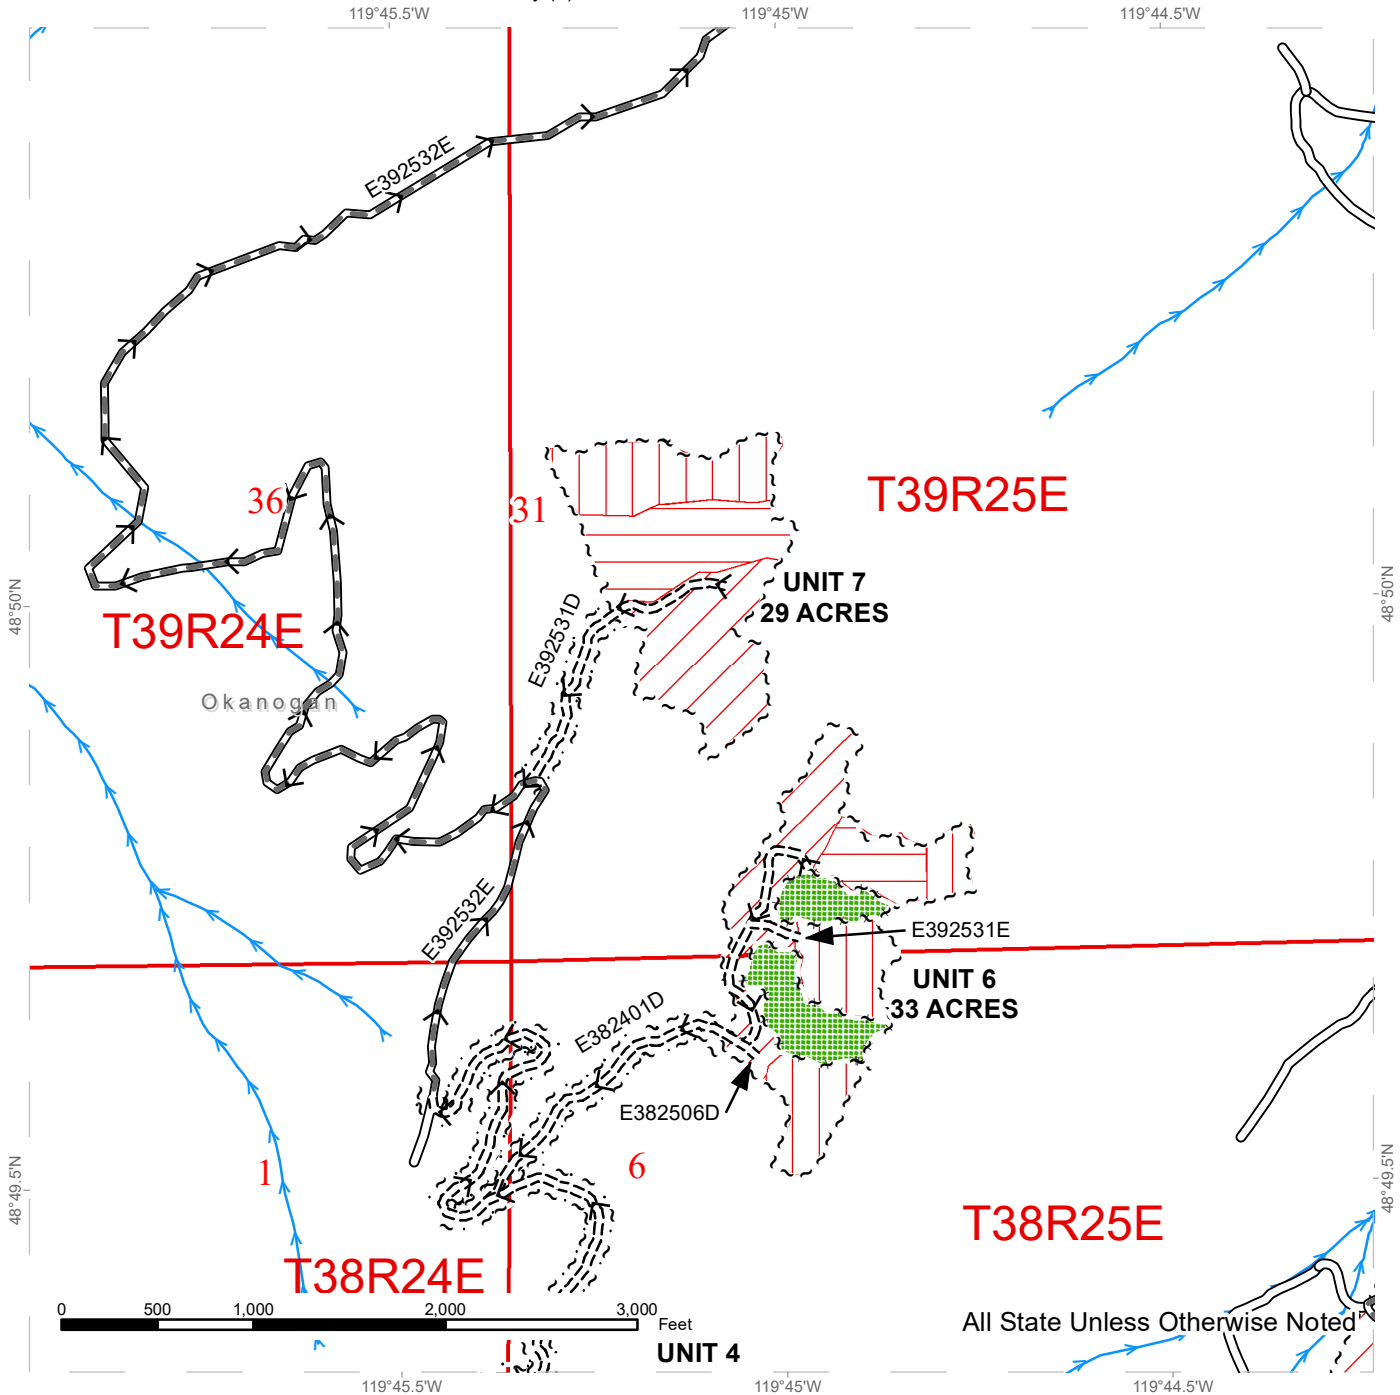 119°45.5'W
119°45'W
119°44.5'W
E392532E
36
31
T39R25E
UNIT 7
29 ACRES
48°50'N
48°50'N
T39R24E
E392531D
Okanogan
E392532E
E392531E
UNIT 6
33 ACRES
E382401D
E382506D
1
6
48°49.5'N
48°49.5'N
T38R25E
T38R24E
0
500
1,000
2,000
3,000
Feet
All State Unless Otherwise Noted
UNIT 4
119°45.5'W
119°45'W
119°44.5'W